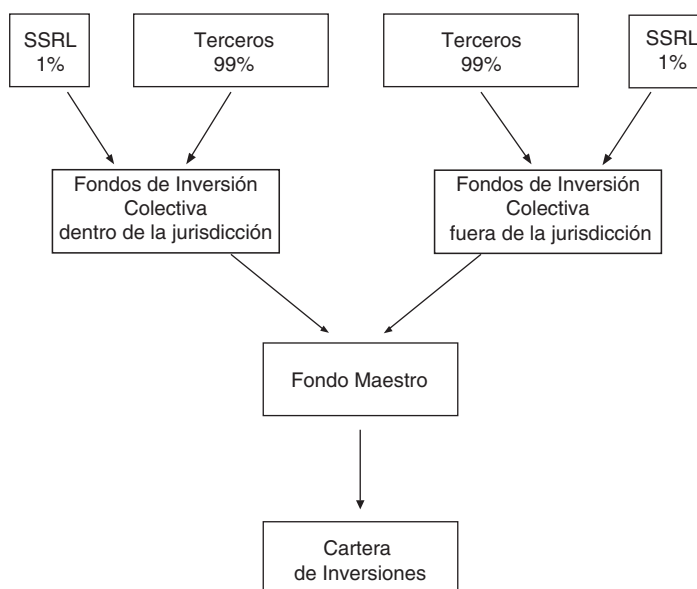 SSRL
1%
Terceros
99%
Terceros
99%
SSRL
1%
Fondos de Inversión
Colectiva
dentro de la jurisdicción
Fondos de Inversión
Colectiva
fuera de la jurisdicción
Fondo Maestro
Cartera
de Inversiones